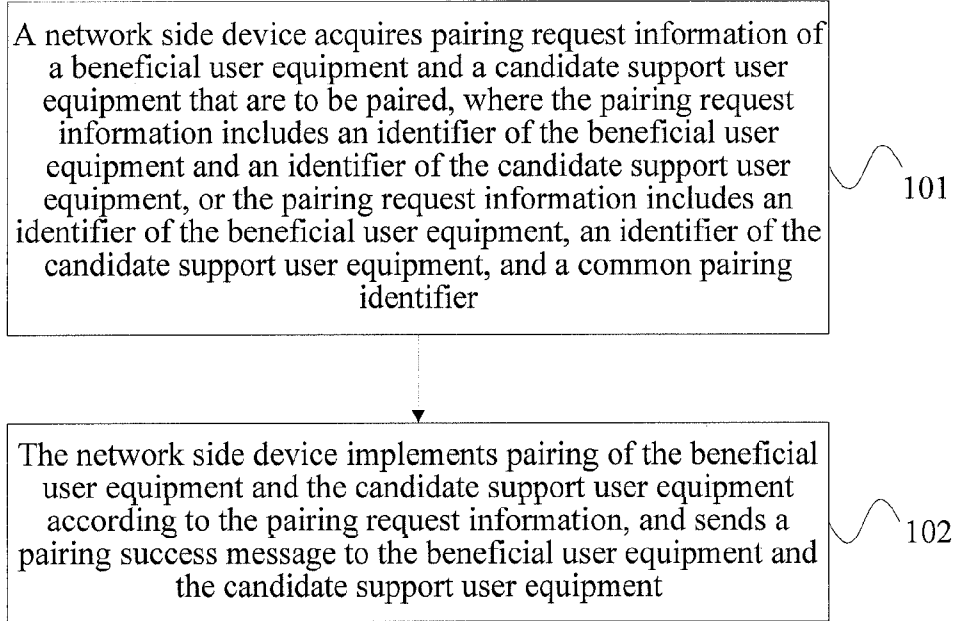 A network side device acquires pairing request information of
a beneficial user equipment and a candidate support user
equipment that are to be paired, where the pairing request
information includes an identifier of the beneficial user
equipment and an identifier of the candidate support user
equipment, or the pairing request information includes an
identifier of the beneficial user equipment, an identifier of the
candidate support user equipment, and a common pairing
identifier
101
The network side device implements pairing of the beneficial
user equipment and the candidate support user equipment
according to the pairing request information, and sends a
pairing success message to the beneficial user equipment and
the candidate support user equipment
102